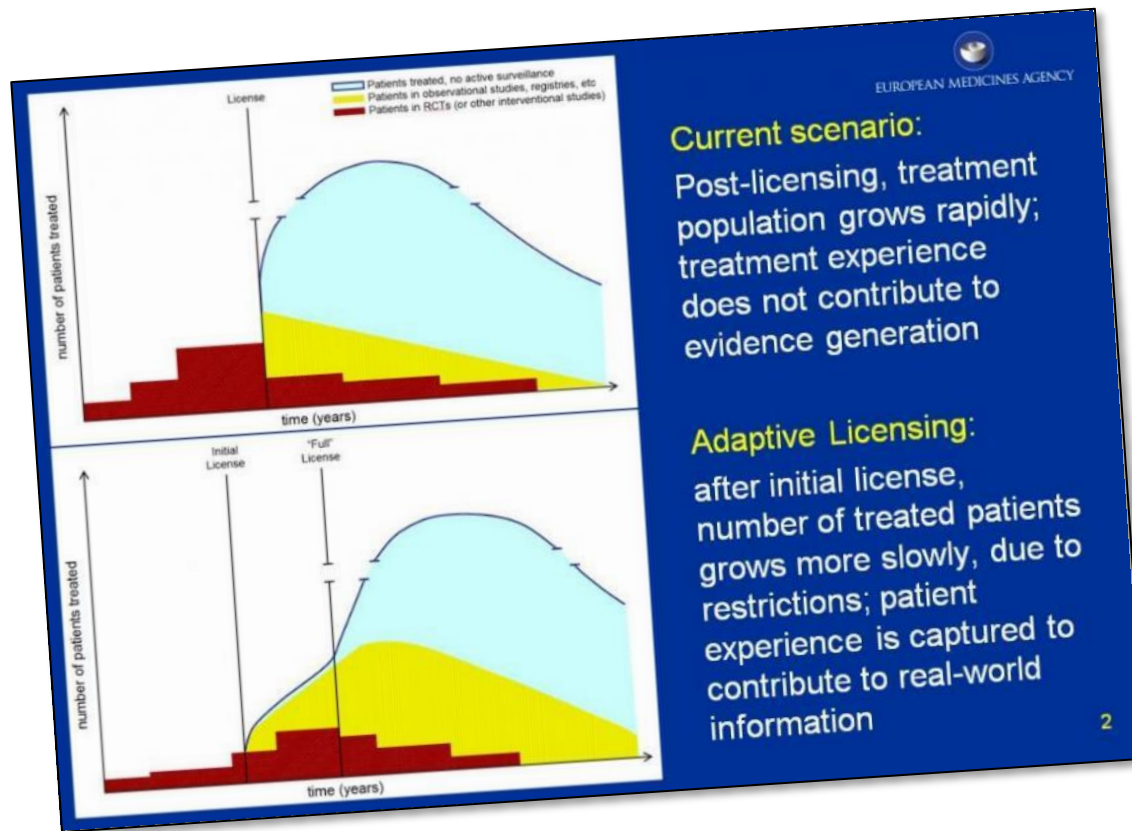 EUROPEAN MEDICINES AGENCY
License
Patients treated, no active surveillance
Patients in observational studies, registries, etc
Patients in RCTs (or other interventional studies)
number of patients treated
time (years)
Current scenario:
Post-licensing, treatment
population grows rapidly;
treatment experience
does not contribute to
evidence generation
Initial
License
"Full"
License
number of patients treated
time (years)
Adaptive Licensing:
after initial license,
number of treated patients
grows more slowly, due to
restrictions; patient
experience is captured to
contribute to real-world
information
2